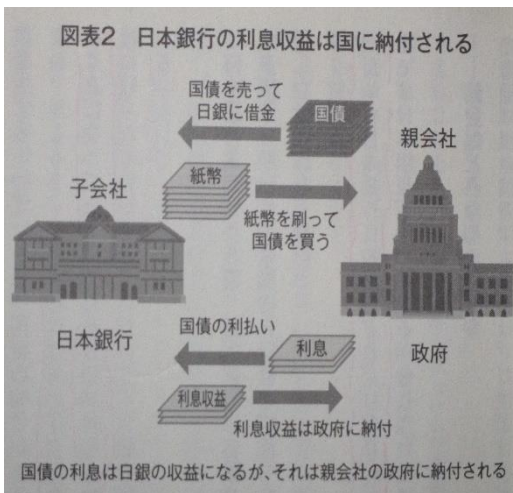 図表2 日本銀行の利息収益は国に納付される
国債を売って
日銀に借金
国債
親会社
子会社
紙幣
紙幣を刷って
国債を買う
日本銀行
国債の利払い
利息
政府
利息収益
利息収益は政府に納付
国債の利息は日銀の収益になるが、それは親会社の政府に納付される